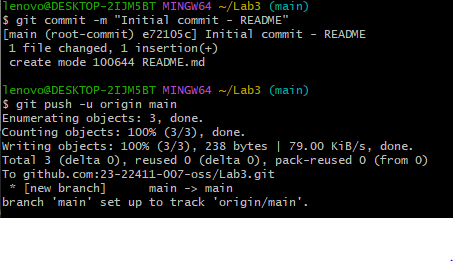 lenovo@DESKTOP-2IJM5BT MINGW64 ~/Lab3 (main)
$ git commit -m "Initial commit - README"
[main (root-commit) e72105c] Initial commit - README
 1 file changed, 1 insertion(+)
 create mode 100644 README.md

lenovo@DESKTOP-2IJM5BT MINGW64 ~/Lab3 (main)
$ git push -u origin main
Enumerating objects: 3, done.
Counting objects: 100% (3/3), done.
Writing objects: 100% (3/3), 238 bytes | 79.00 KiB/s, done.
Total 3 (delta 0), reused 0 (delta 0), pack-reused 0 (from 0)
To github.com:23-22411-007-oss/Lab3.git
 * [new branch]      main -> main
branch 'main' set up to track 'origin/main'.